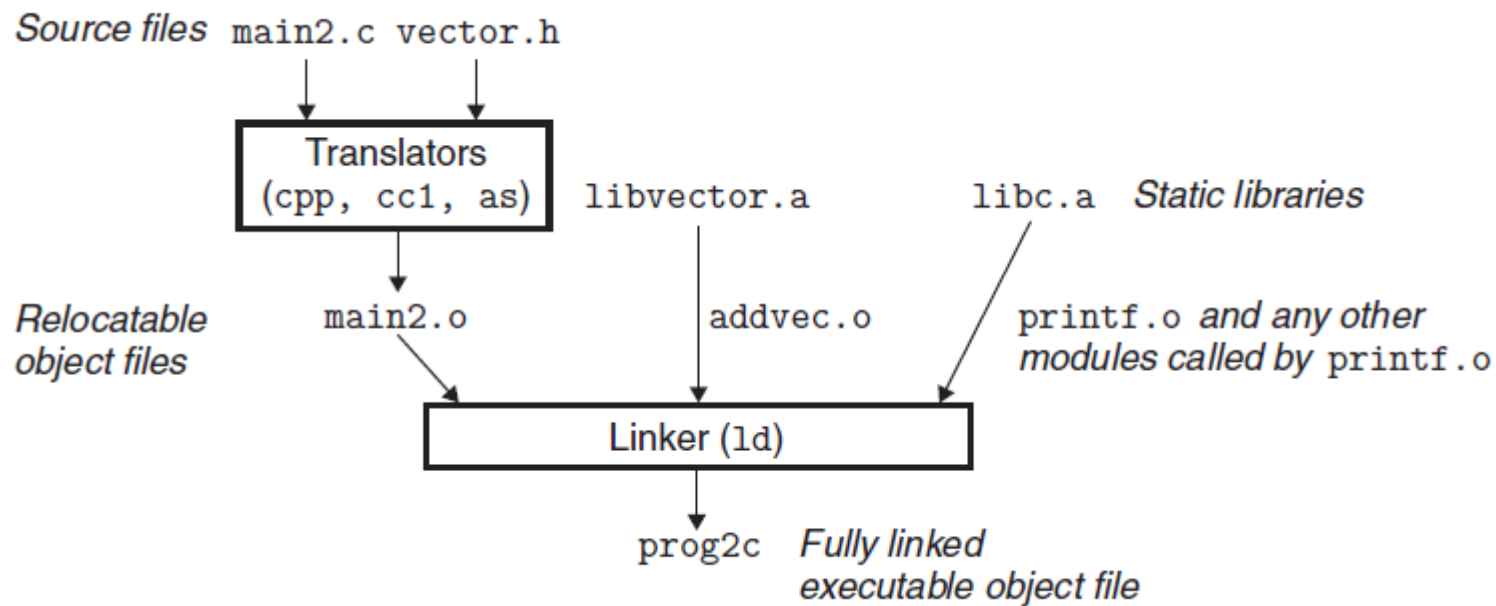 Source files main2.c vector.h
Translators
(cpp, cc1, as)
libvector.a
libc.a Static libraries
Relocatable
object files
main2.o
addvec.o
printf.o and any other
modules called by printf.o
Linker (ld)
prog2c Fully linked
executable object file